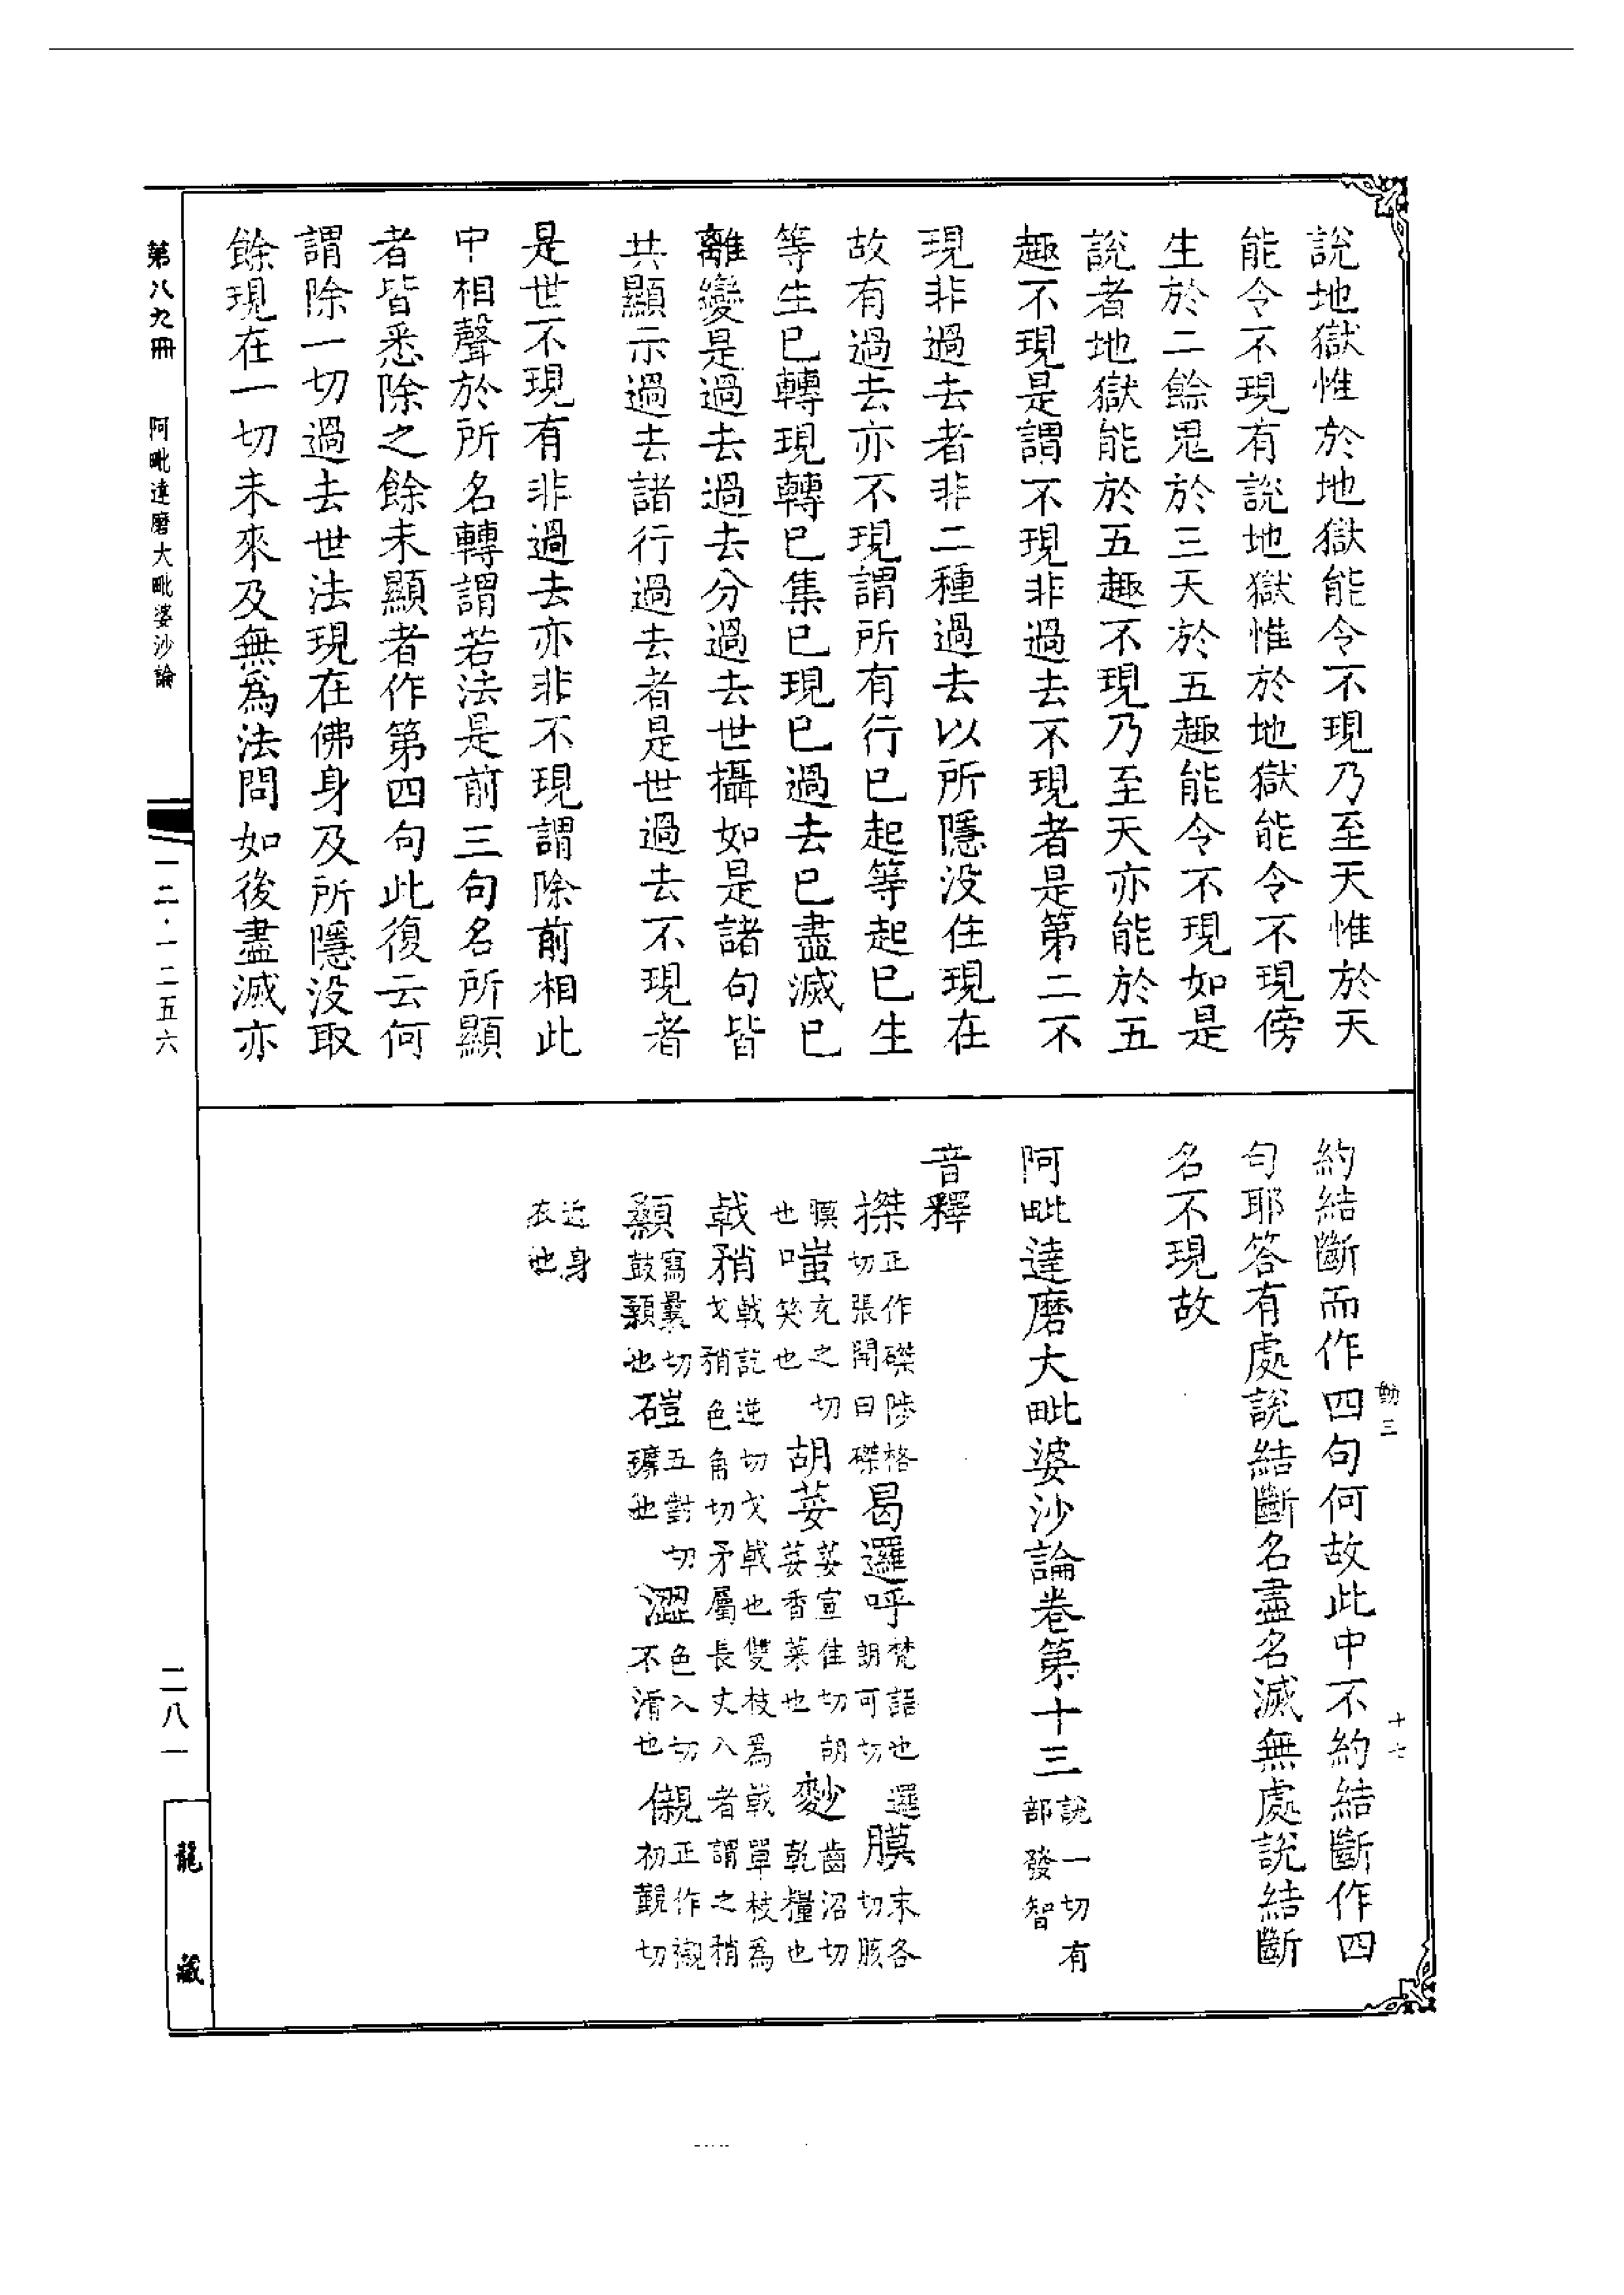 說地獄惟於地獄能令不現乃至天惟於天
能令不現有說地獄惟於地獄能令不現傍
生於二餘鬼於三天於五趣能令不現如是
說者地獄能於五趣不現乃至天亦能於五
趣不現是謂不現非過去不現者是第二不
現非過去者非二種過去以所隱没住現在
故有過去亦不現謂所有行已起等起已生
等生已轉現轉已集已現已過去已盡滅已
離變是過去過去分過去世攝如是諸句皆
共顯示過去諸行過去者是世過去不現者
是世不現有非過去亦非不現謂除前相此
中相聲於所名轉謂若法是前三句名所顯
者皆悉除之餘未顯者作第四句此復云何
謂除一切過去世法現在佛身及所隱没取
餘現在一切未來及無為法問如後盡滅亦
約結斷而作四句何故此中不約結斷作四
句耶答有處說結斷名盡名滅無處說結斷
名不現故
阿毗達磨大毗婆沙論卷第十三 說一切有部發智
音釋
搩 正作磔陟格切張開曰磔 曷邏呼 梵語也邏朗可切 膜 末各切胲
膜也 嗤 充之切笑也 胡荽 荽宣隹切胡荽香菜也 麨 齒沼切乾糧也
戟矟 戟訖逆切戈戟也雙枝為戟單枝為戈矟色角切矛屬長丈八者謂之矟
顙 寫曩切鼓顙也 磑 五對切礳也 澀 色入切不滑也 儭 正作襯初覲切
近身衣也
動三
十七
第八九冊 阿毗達磨大毗婆沙論
一二·一二五六
二八一
龍藏